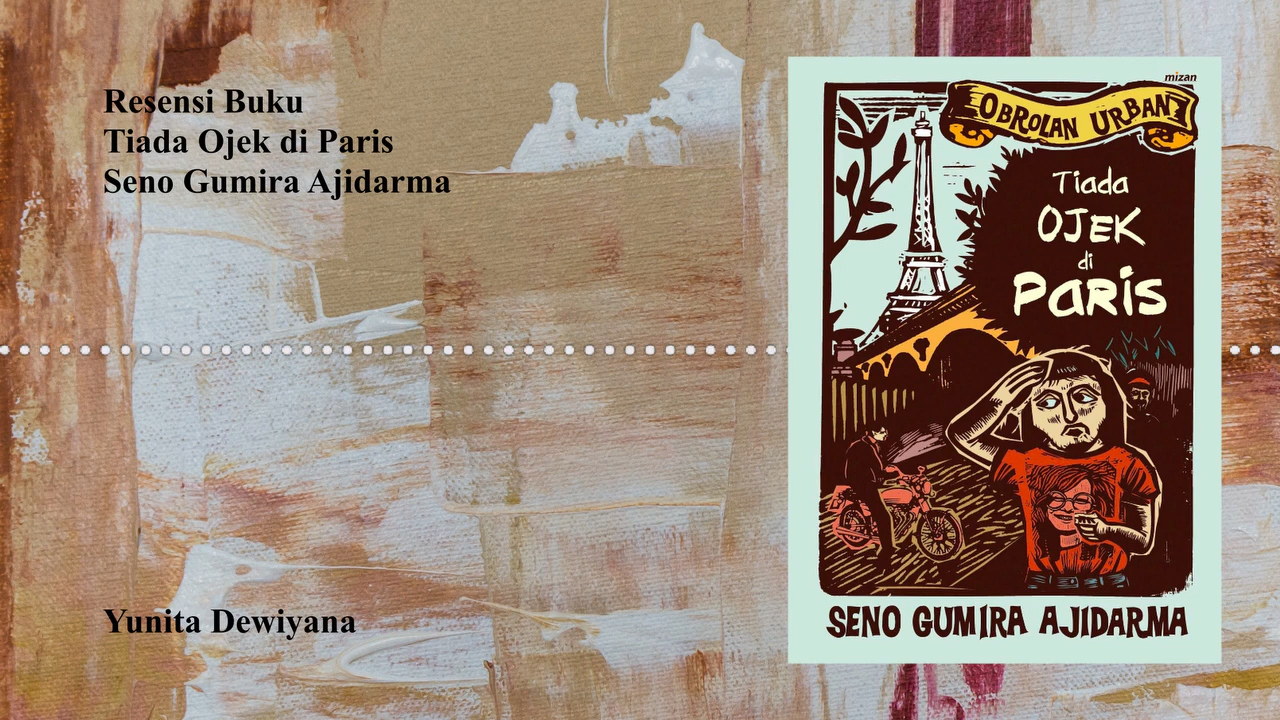 Resensi Buku
Tiada Ojek di Paris
Seno Gumira Ajidarma
Yunita Dewiyana
mizan
OBROLAN URBAN
Tiada
OJEK
di
PaRis
SENO GUMIRA AJIDARMA